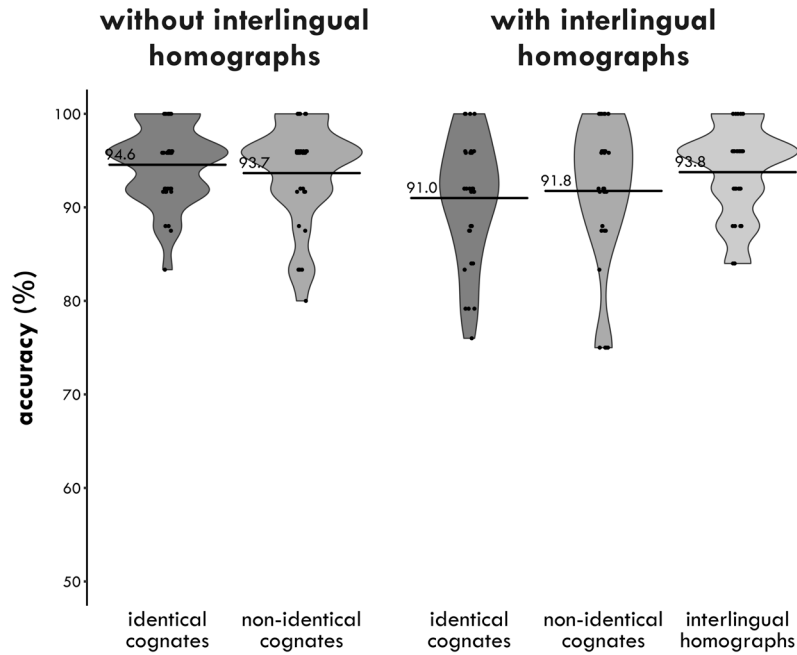 without interlingual
homographs
with interlingual
homographs
accuracy (%)
100
90
80
70
60
50
94.6
93.7
91.0
91.8
93.8
identical
cognates
non-identical
cognates
identical
cognates
non-identical
cognates
interlingual
homographs